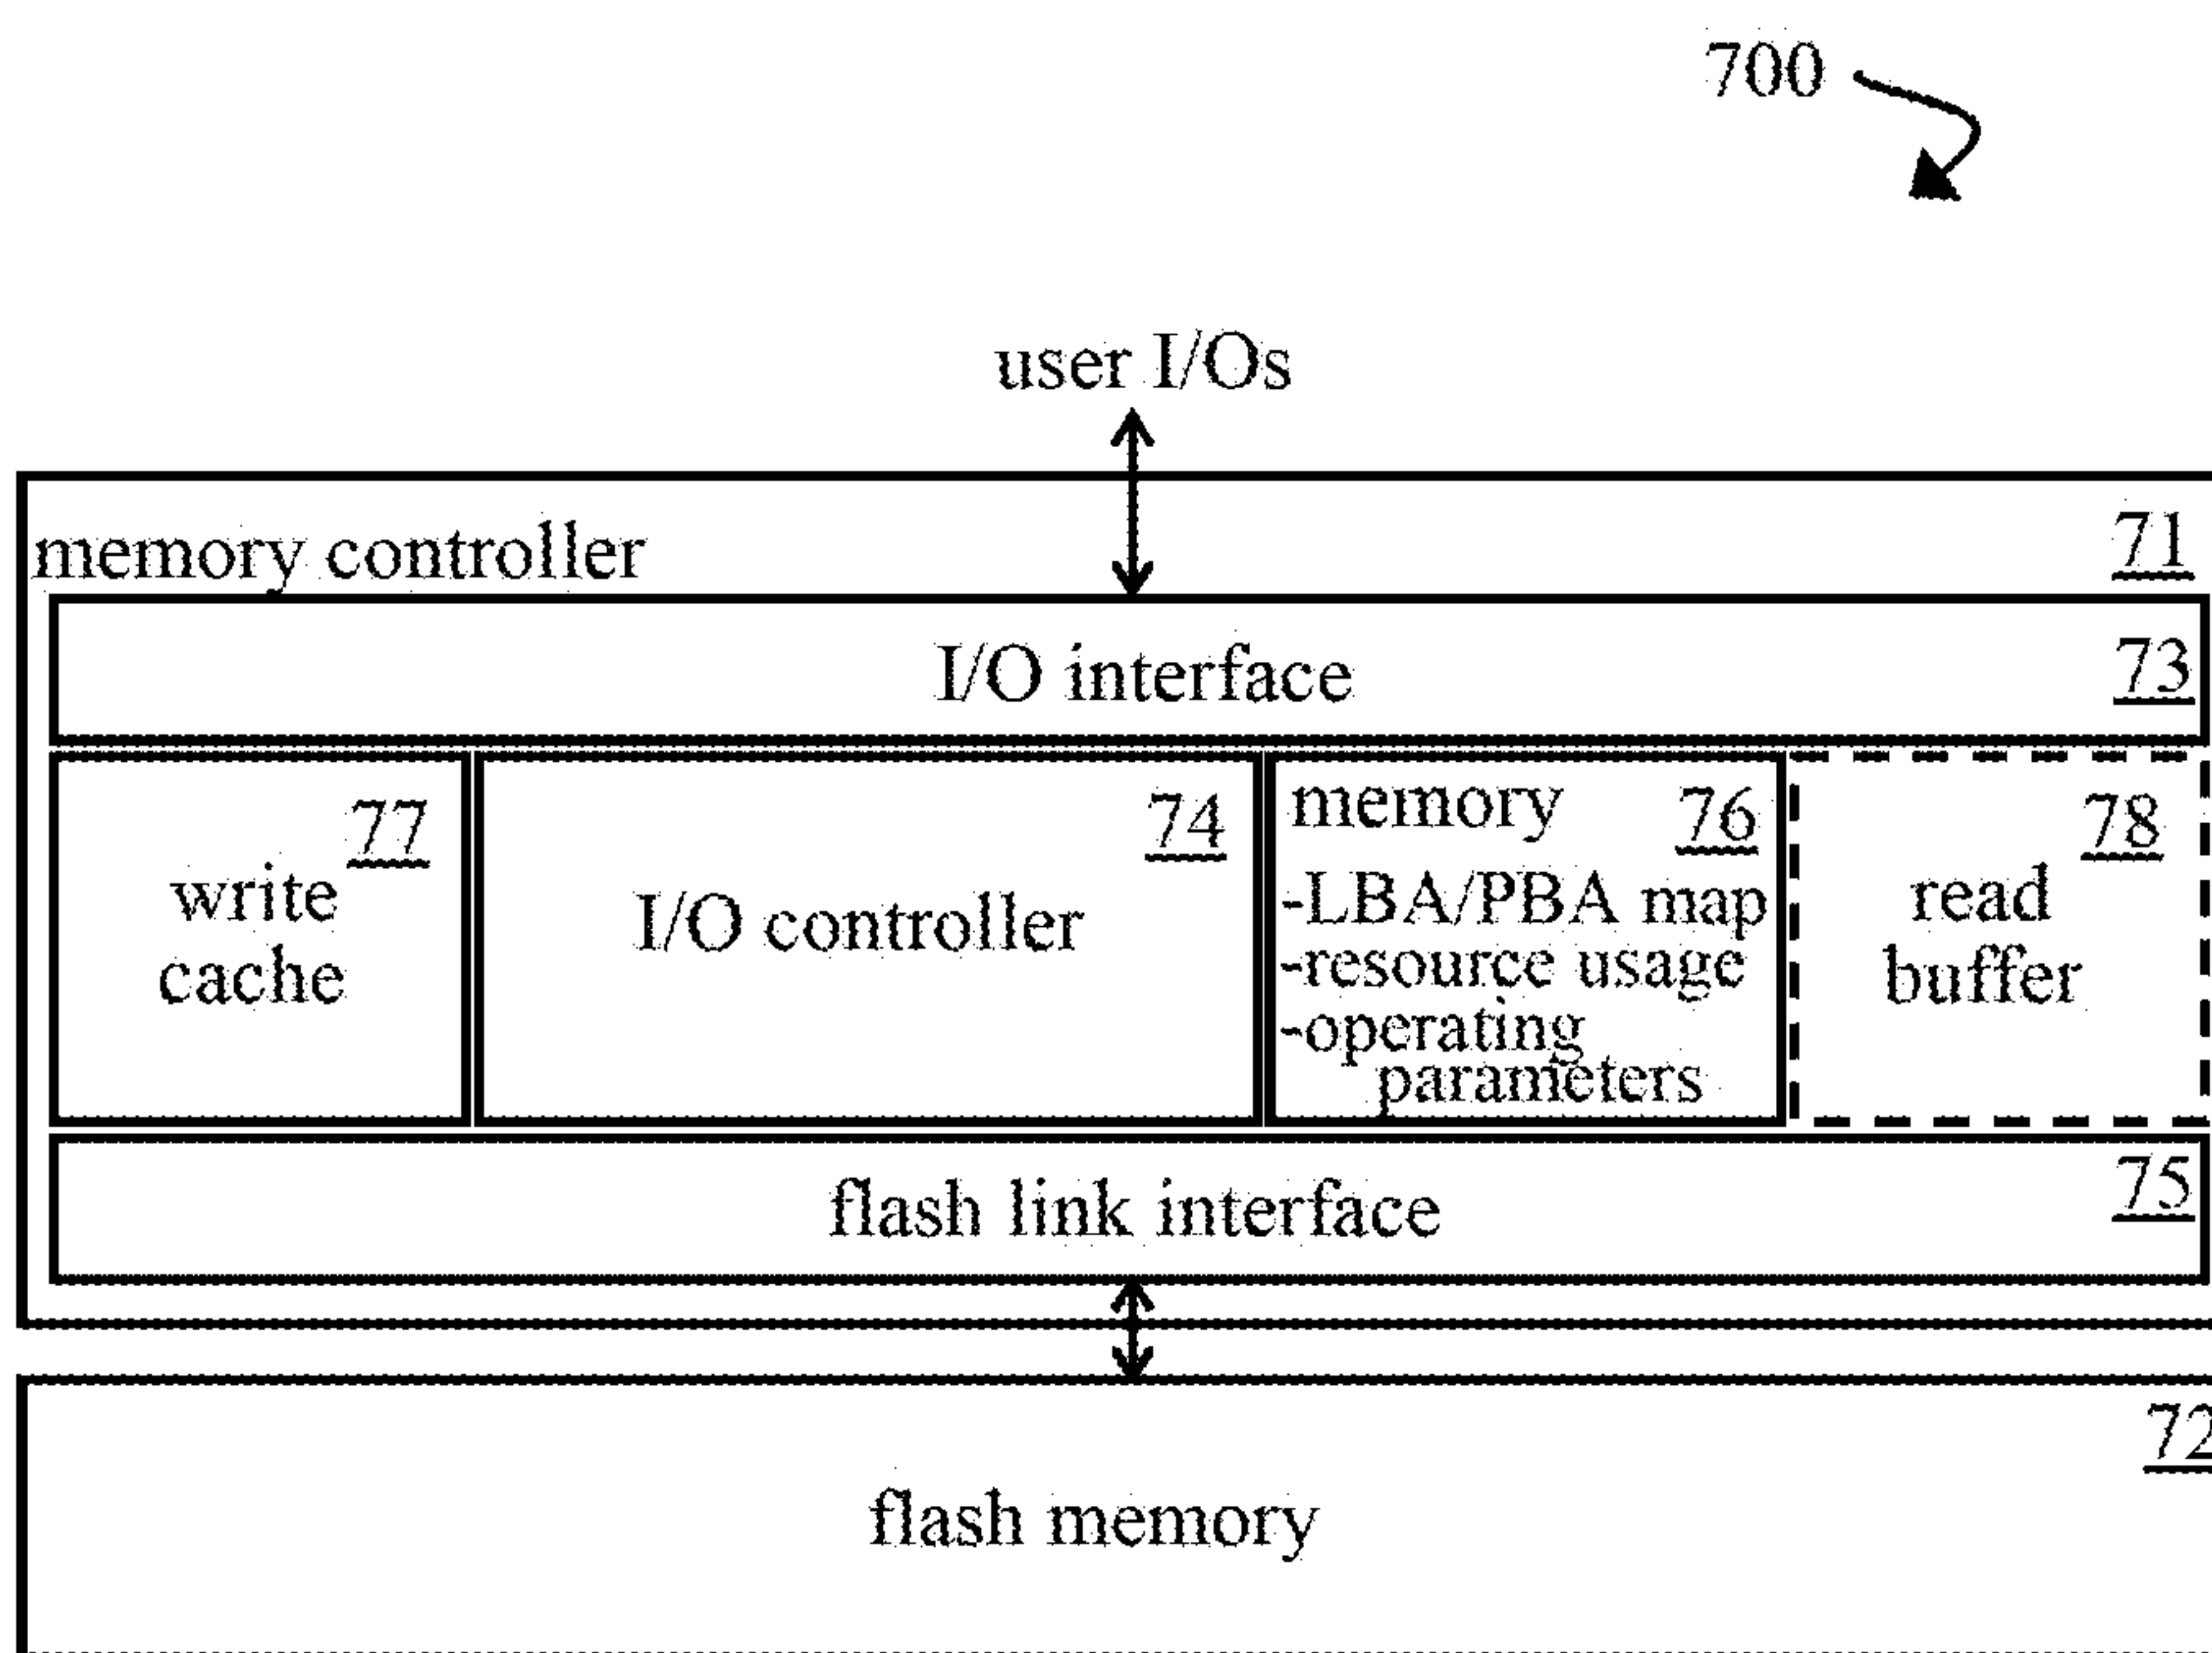 700
user I/Os
memory controller 71
I/O interface 73
77
write
cache
74
I/O controller
memory 76
-LBA/PBA map
-resource usage
-operating
parameters
78
read
buffer
flash link interface 75
72
flash memory